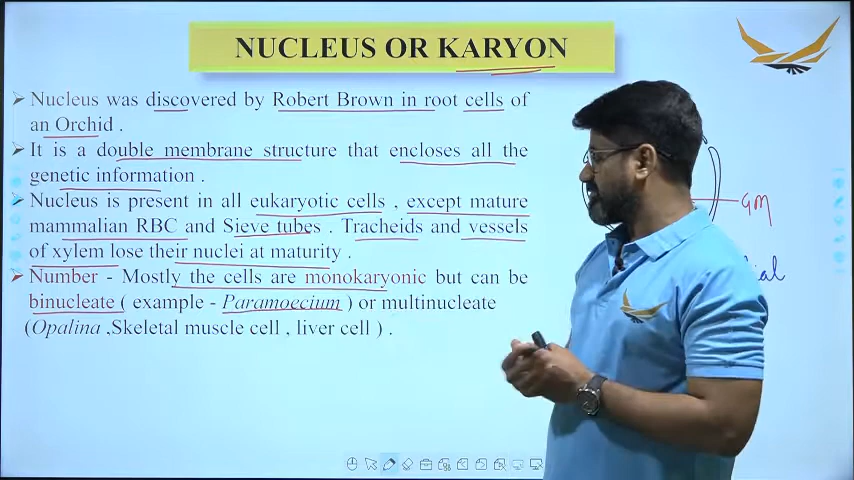 NUCLEUS OR KARYON
➢ Nucleus was discovered by Robert Brown in root cells of
an Orchid .
➢ It is a double membrane structure that encloses all the
genetic information .
➢ Nucleus is present in all eukaryotic cells , except mature
mammalian RBC and Sieve tubes . Tracheids and vessels
of xylem lose their nuclei at maturity .
➢ Number - Mostly the cells are monokaryonic but can be
binucleate ( example - Paramoecium ) or multinucleate
(Opalina ,Skeletal muscle cell , liver cell ) .
GM